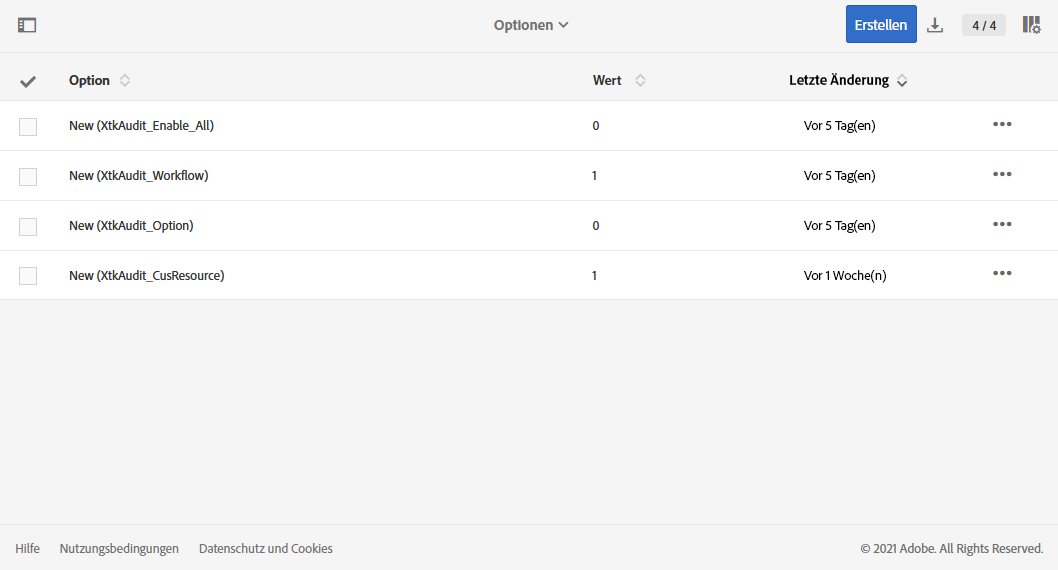 Optionen
Erstellen
4 / 4
Option Wert Letzte Änderung
New (XtkAudit_Enable_All) 0 Vor 5 Tag(en)
New (XtkAudit_Workflow) 1 Vor 5 Tag(en)
New (XtkAudit_Option) 0 Vor 5 Tag(en)
New (XtkAudit_CusResource) 1 Vor 1 Woche(n)
Hilfe Nutzungsbedingungen Datenschutz und Cookies © 2021 Adobe. All Rights Reserved.